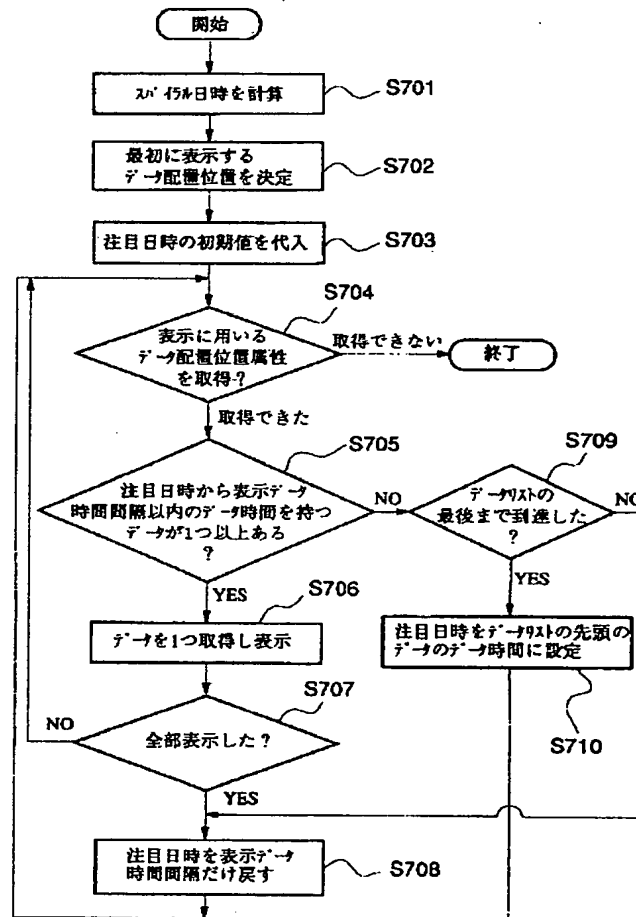 開始
スパイラル日時を計算
S701
最初に表示する
データ配置位置を決定
S702
注目日時の初期値を代入
S703
S704
表示に用いる
データ配置位置属性
を取得?
取得できない
終了
取得できた
S705
注目日時から表示データ
時間間隔以内のデータ時間を持つ
データが1つ以上ある
?
NO
S709
データリストの
最後まで到達した
?
NO
YES
YES
S706
データを1つ取得し表示
注目日時をデータリストの先頭の
データのデータ時間に設定
S710
S707
全部表示した?
NO
YES
注目日時を表示データ
時間間隔だけ戻す
S708